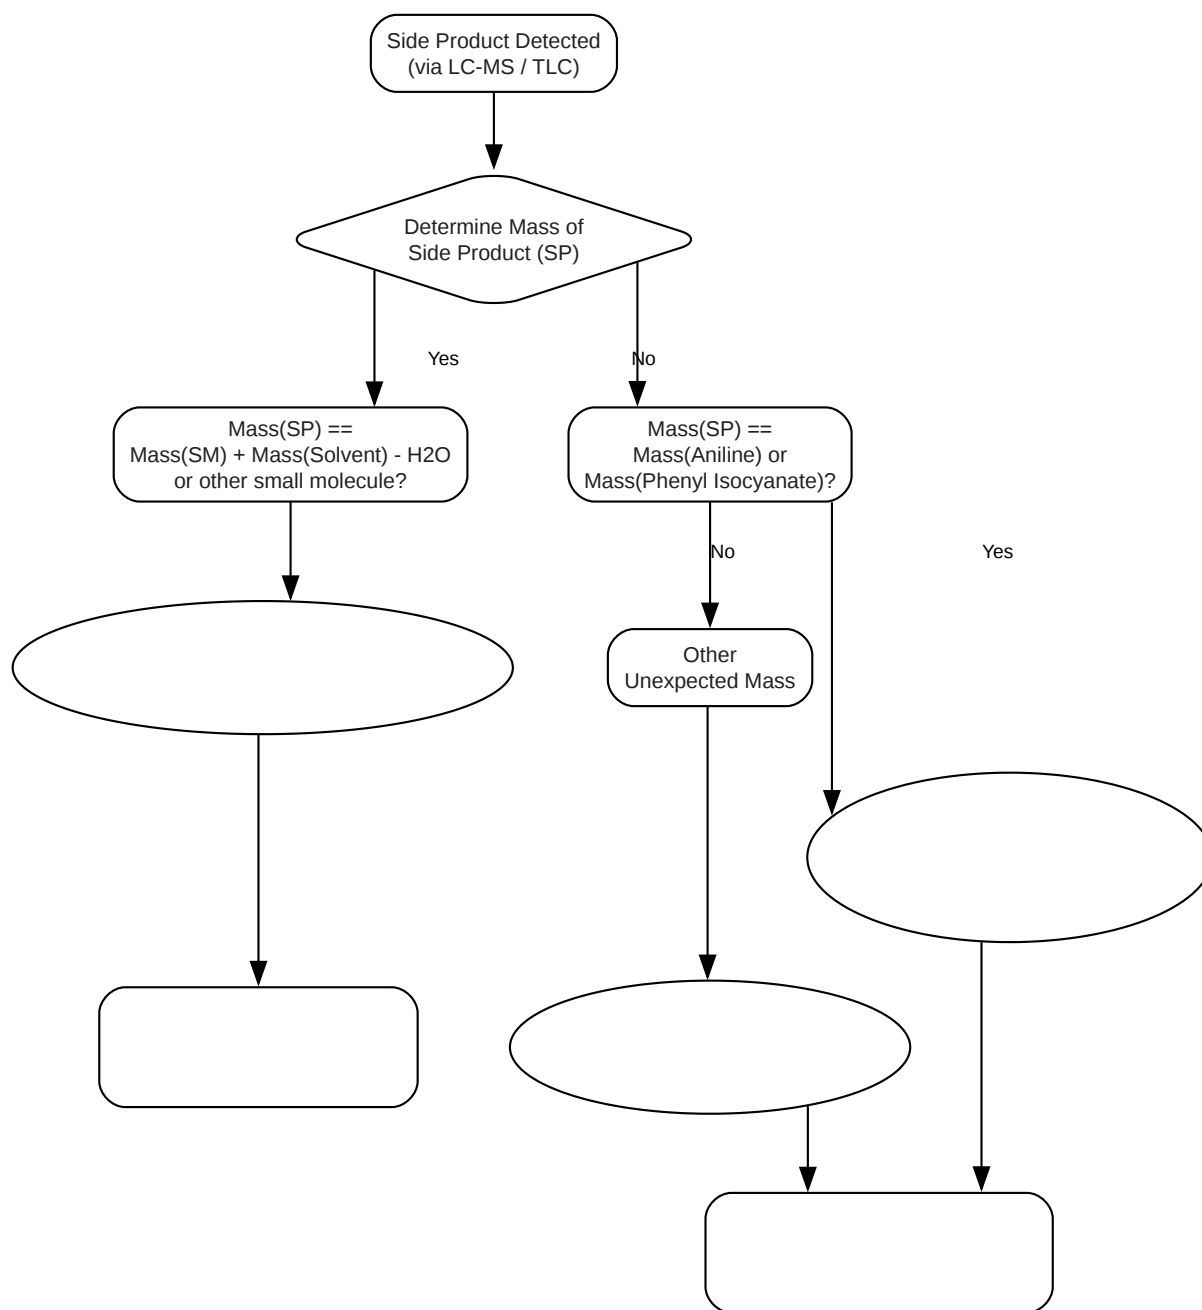 Side Product Detected
(via LC-MS / TLC)
Determine Mass of
Side Product (SP)
Yes
No
Mass(SP) ==
Mass(SM) + Mass(Solvent) - H2O
or other small molecule?
Mass(SP) ==
Mass(Aniline) or
Mass(Phenyl Isocyanate)?
No
Yes
Other
Unexpected Mass